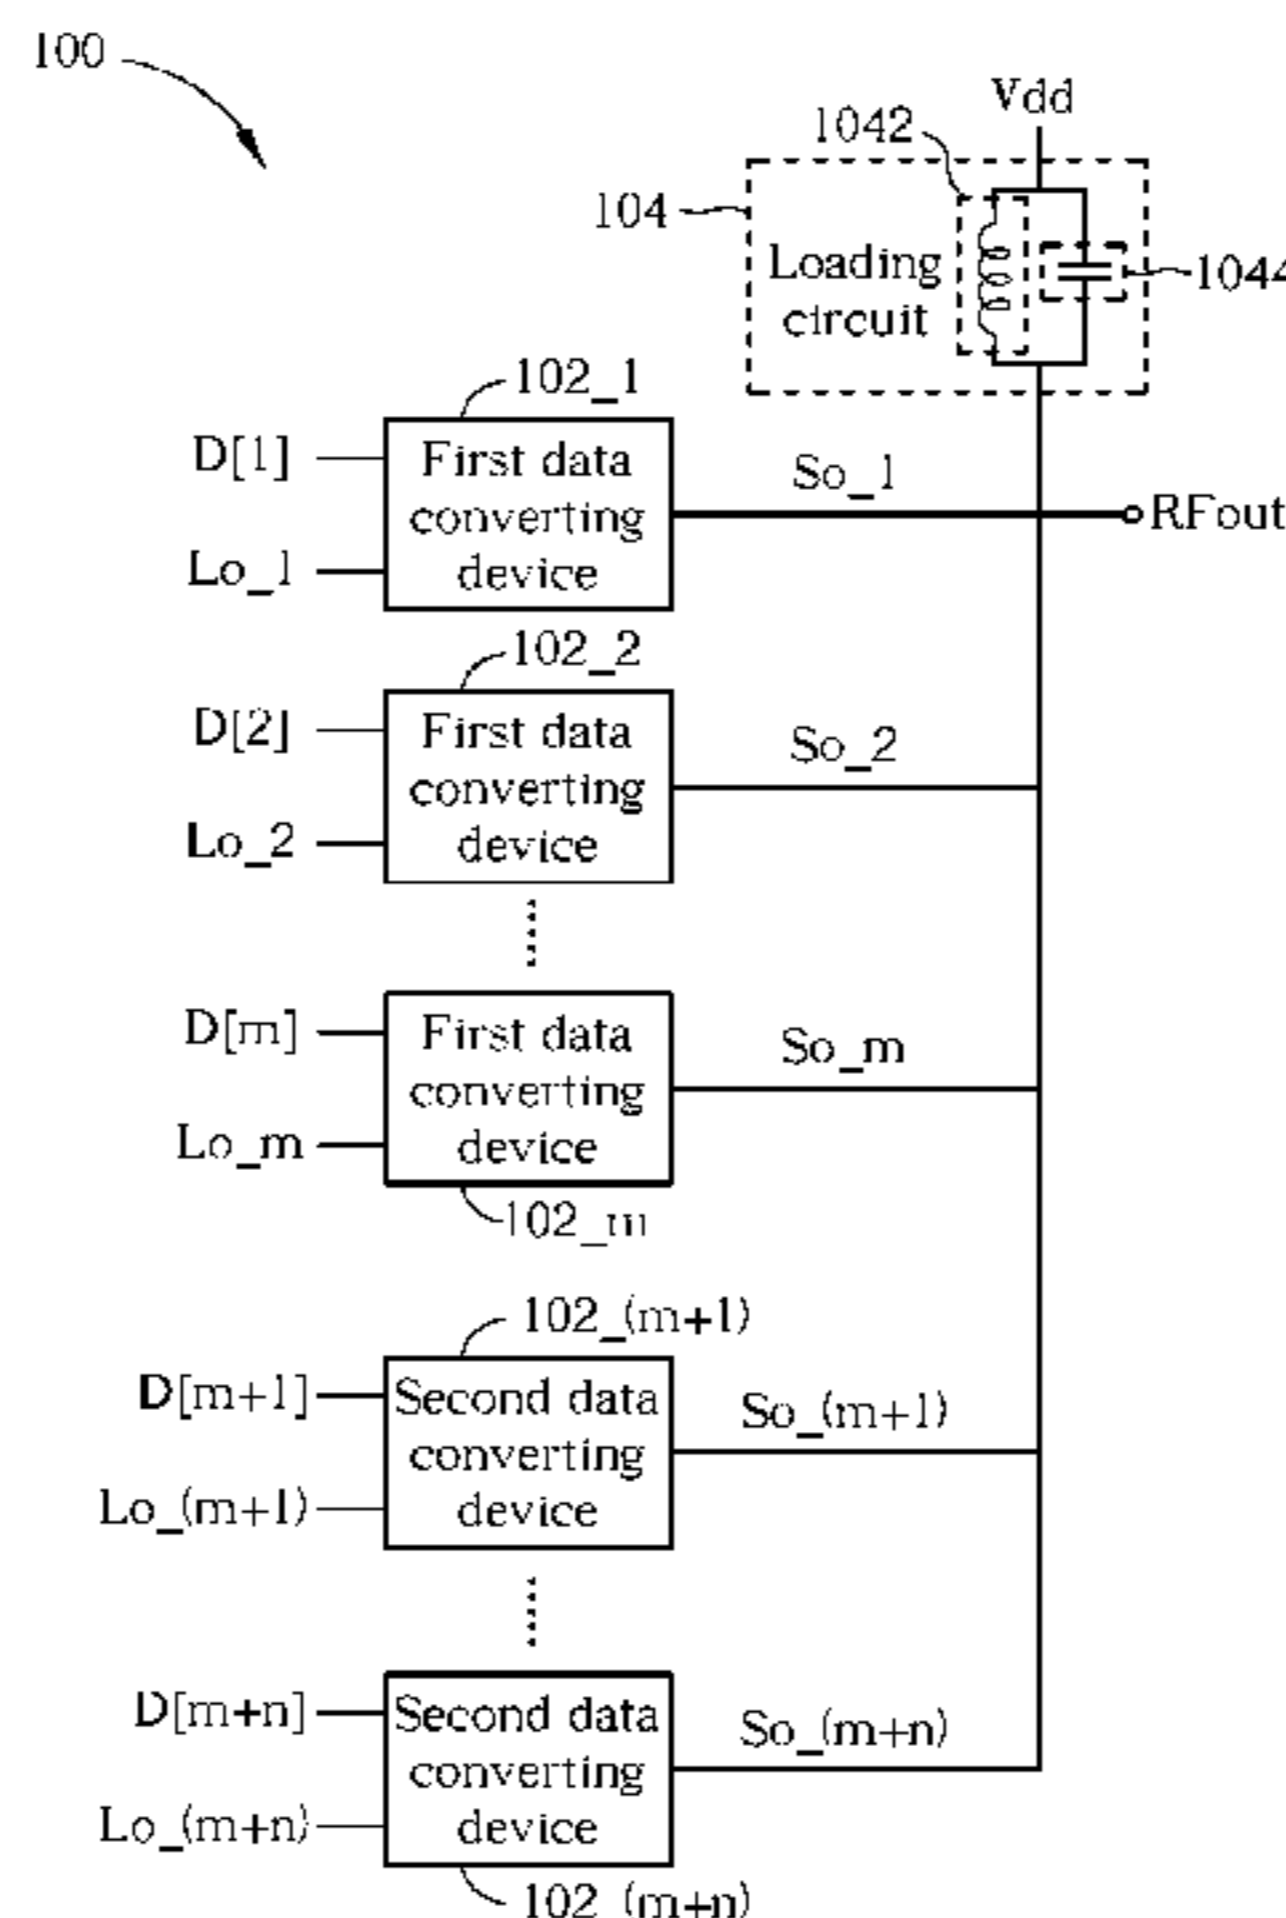 100
Vdd
1042
104
Loading
circuit
1044
102_1
D[1]
First data
converting
device
Lo_1
So_1
RFout
102_2
D[2]
First data
converting
device
Lo_2
So_2
D[m]
First data
converting
device
Lo_m
So_m
102_m
102_(m+1)
D[m+1]
Second data
converting
device
Lo_(m+1)
So_(m+1)
D[m+n]
Second data
converting
device
Lo_(m+n)
So_(m+n)
102_(m+n)